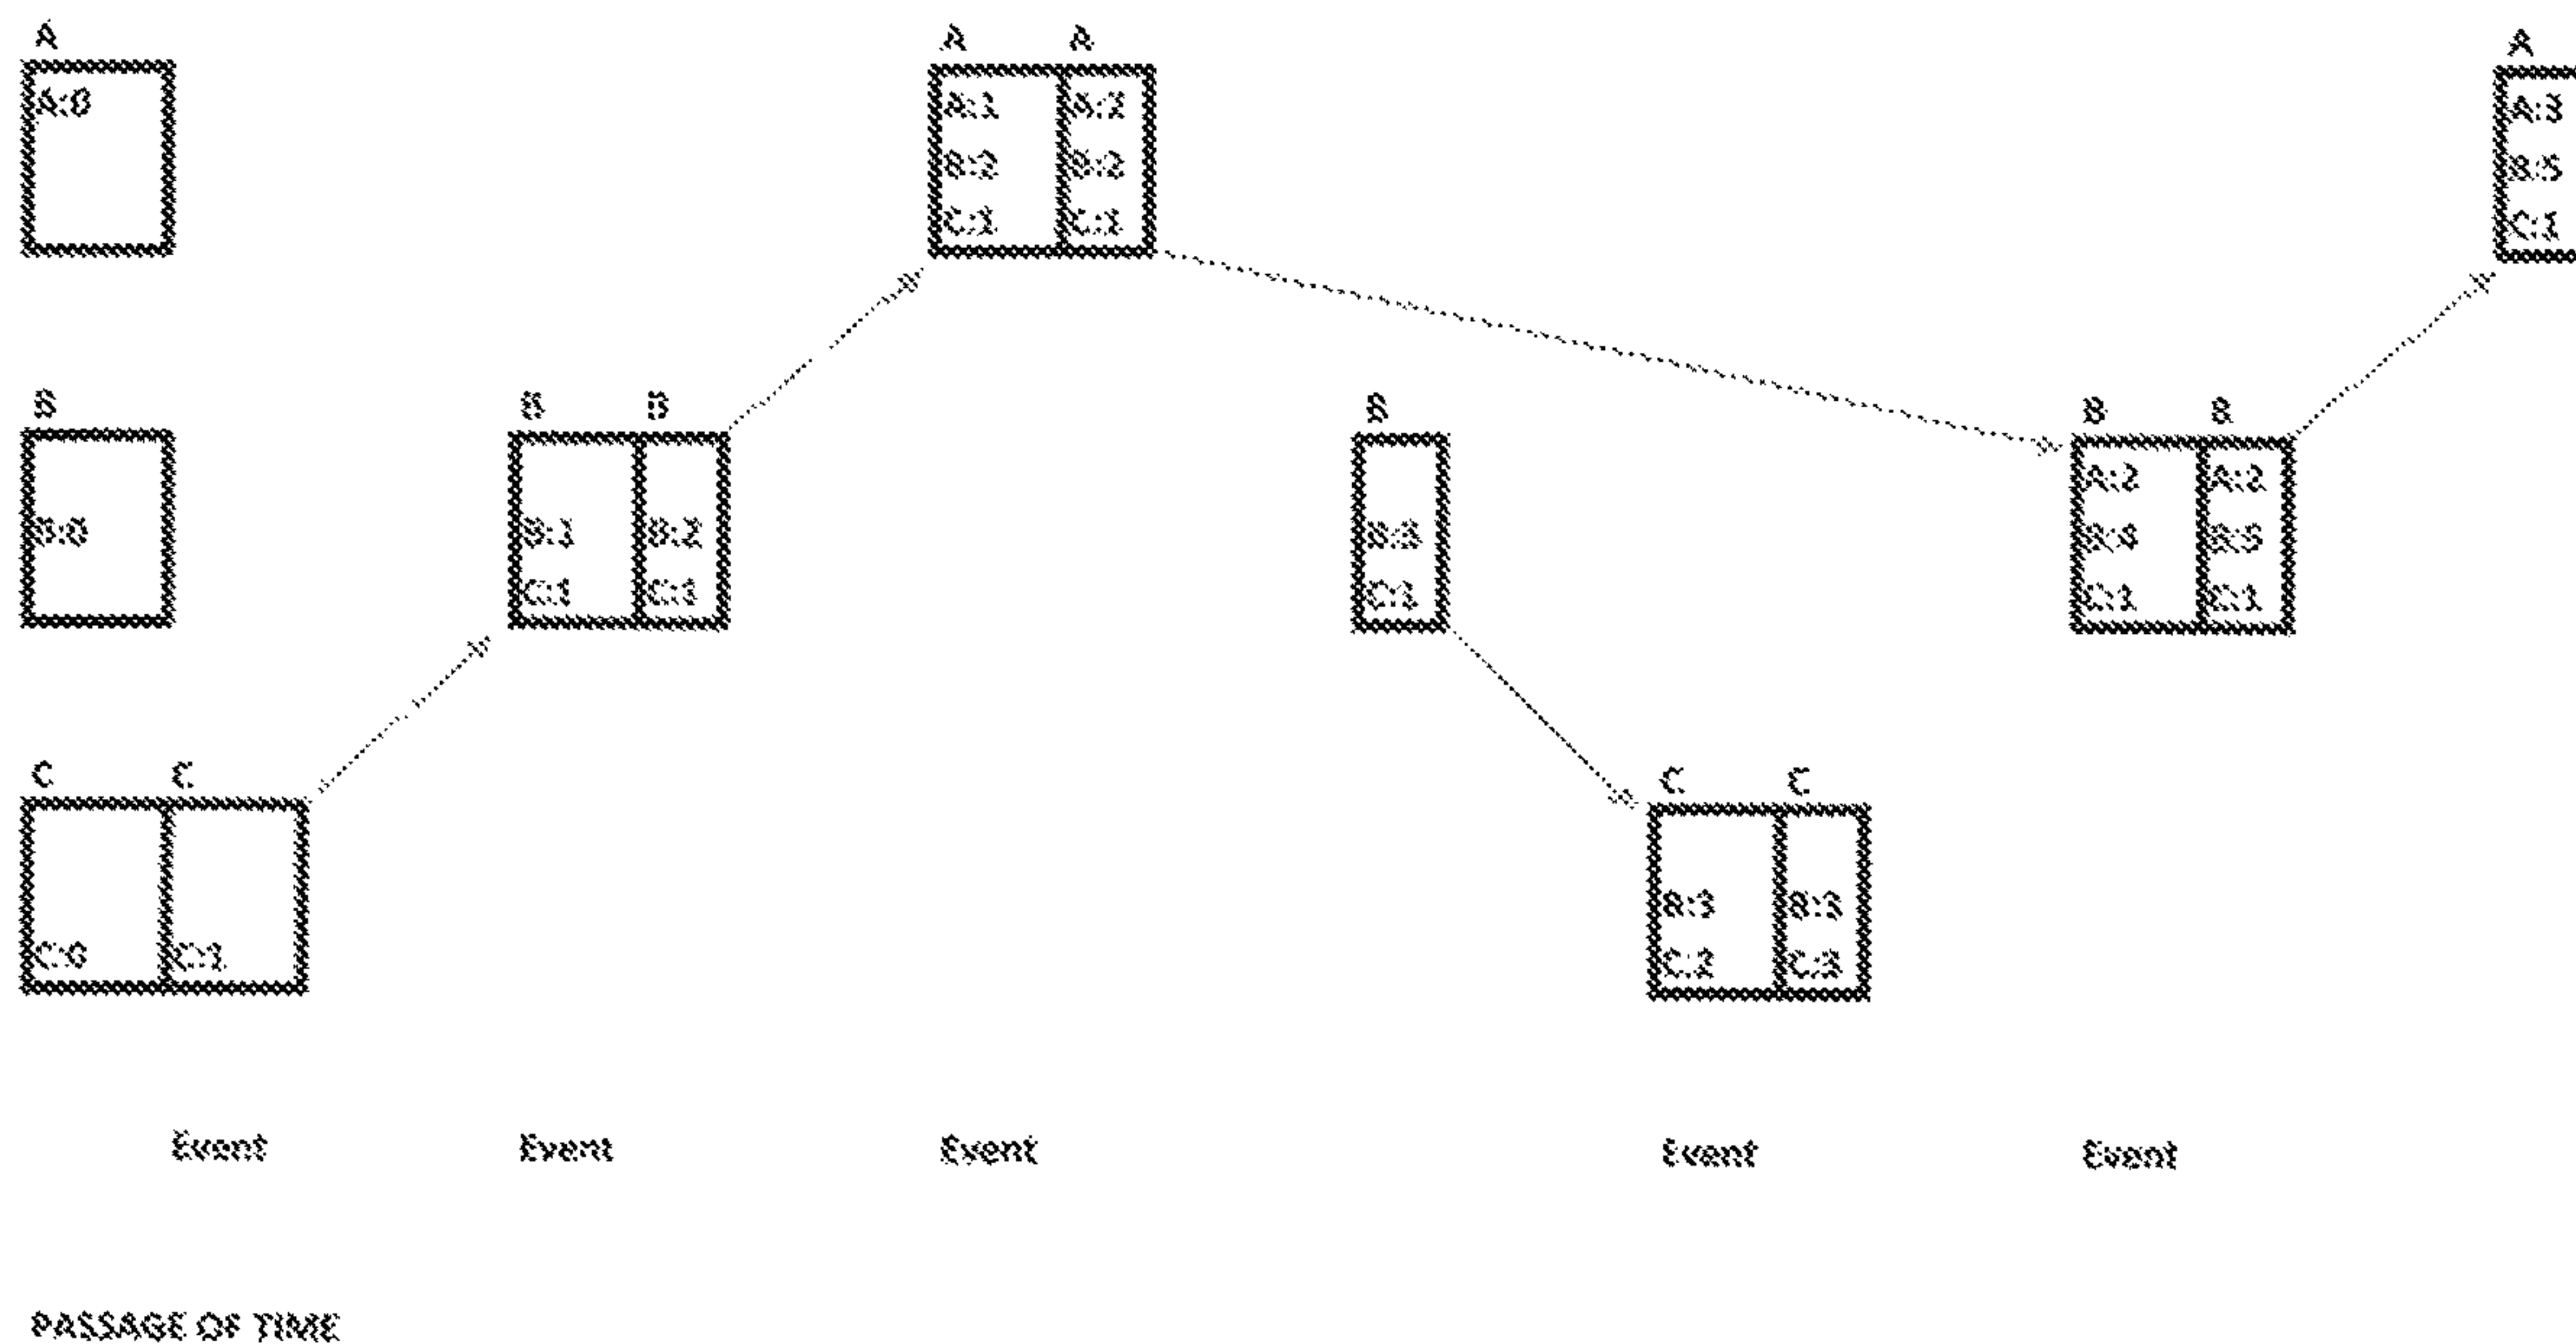 A
A A
A
A:0
A:1 A:2
A:3
B:2 B:2
B:5
C:1 C:1
C:1
B
B B
B
B B
A:2 A:2
B:0
B:1 B:2
B:3
B:4 B:5
C:1 C:1
C:1
C:1 C:1
C C
C C
B:3 B:3
C:0 C:1
C:2 C:3
Event Event Event Event Event
PASSAGE OF TIME